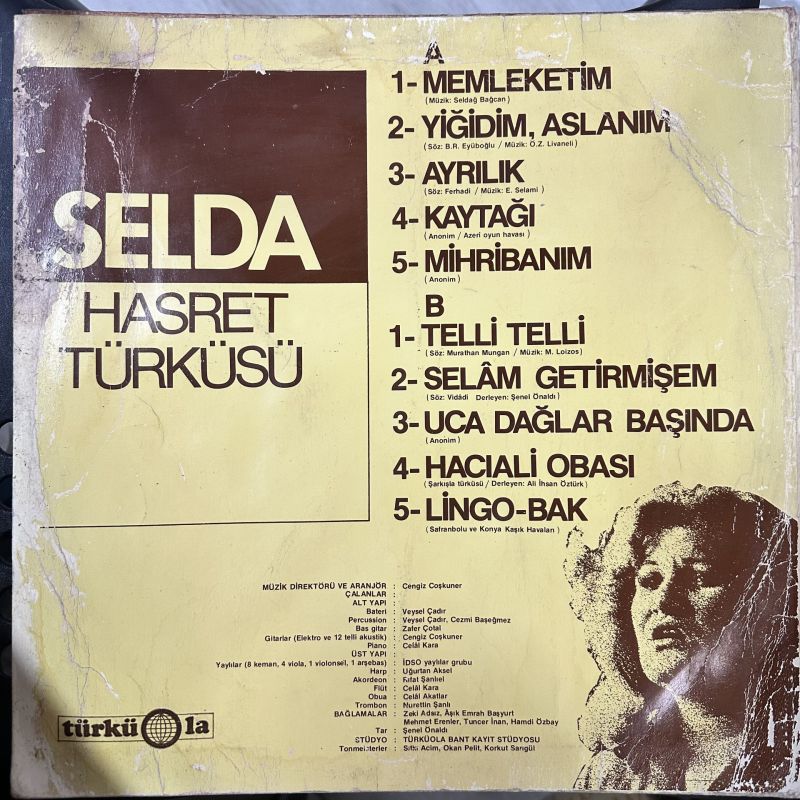 SELDA
HASRET
TÜRKÜSÜ
A
1- MEMLEKETİM
(Müzik: Seldağ Bağcan)
2- YİĞİDİM, ASLANIM
(Söz: B.R. Eyüboğlu / Müzik: O.Z. Livaneli)
3- AYRILIK
(Söz: Ferhadi / Müzik: E. Selami)
4- KAYTAĞI
(Anonim / Azeri oyun havası)
5- MİHRİBANIM
(Anonim)
B
1- TELLİ TELLİ
(Söz: Murathan Mungan / Müzik: M. Loizos)
2- SELÂM GETİRMİŞEM
(Söz: Vidâdi Derleyen: Şenel Önaldı)
3- UCA DAĞLAR BAŞINDA
(Anonim)
4- HACIALİ OBASI
(Şarkışla türküsü / Derleyen: Ali İhsan Öztürk)
5- LİNGO-BAK
(Safranbolu ve Konya Kaşık Havaları)
MÜZİK DİREKTÖRÜ VE ARANJÖR : Cengiz Coşkuner
ÇALANLAR :
ALT YAPI :
Bateri : Veysel Çadır
Percussion : Veysel Çadır, Cezmi Başeğmez
Bas gitar : Zafer Çotal
Gitarlar (Elektro ve 12 telli akustik) : Cengiz Coşkuner
Piano : Celâl Kara
ÜST YAPI :
Yaylılar (8 keman, 4 viola, 1 violonsel, 1 arşebas) : İDSO yaylılar grubu
Harp : Uğurtan Aksel
Akordeon : Rıfat Şanlıel
Flüt : Celâl Kara
Obua : Celâl Akatlar
Trombon : Nurettin Şanlı
BAĞLAMALAR : Zeki Adsız, Âşık Emrah Başyurt
Mehmet Erenler, Tuncer İnan, Hamdi Özbay
Tar : Şenel Önaldı
STÜDYO : TÜRKÜOLA BANT KAYIT STÜDYOSU
Tonmeisterler : Acim, Okan Pelit, Korkut Sarıgül
türkü la